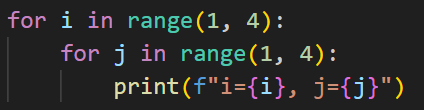 for i in range(1, 4):
    for j in range(1, 4):
        print(f"i={i}, j={j}")